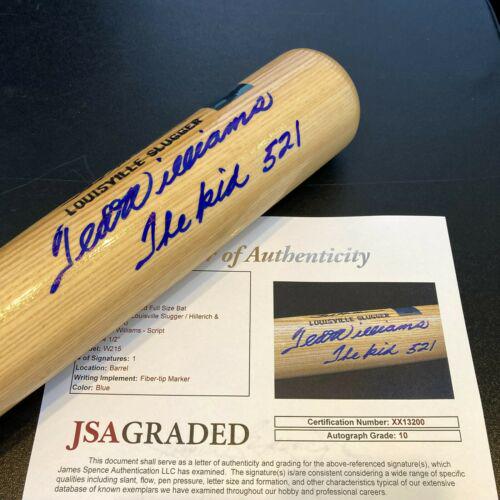 LOUISVILLE SLUGGER
Ted Williams
The Kid 521
of Authenticity
Full Size Bat
Louisville Slugger / Hillerich &
Williams - Script
1/2"
W215
# of Signatures: 1
Location: Barrel
Writing Implement: Fiber-tip Marker
Color: Blue
LOUISVILLE SLUGGER
Ted Williams
The Kid 521
Certification Number: XX13200
Autograph Grade: 10
JSAGRADED
This document shall serve as a letter of authenticity and grading for the above-referenced signature(s), which
James Spence Authentication LLC has examined. The signature(s) is/are consistent considering a wide range of specific
qualities including slant, flow, pen pressure, letter size and formation, and other characteristics typical of our extensive
database of known exemplars we have examined throughout our hobby and professional careers.